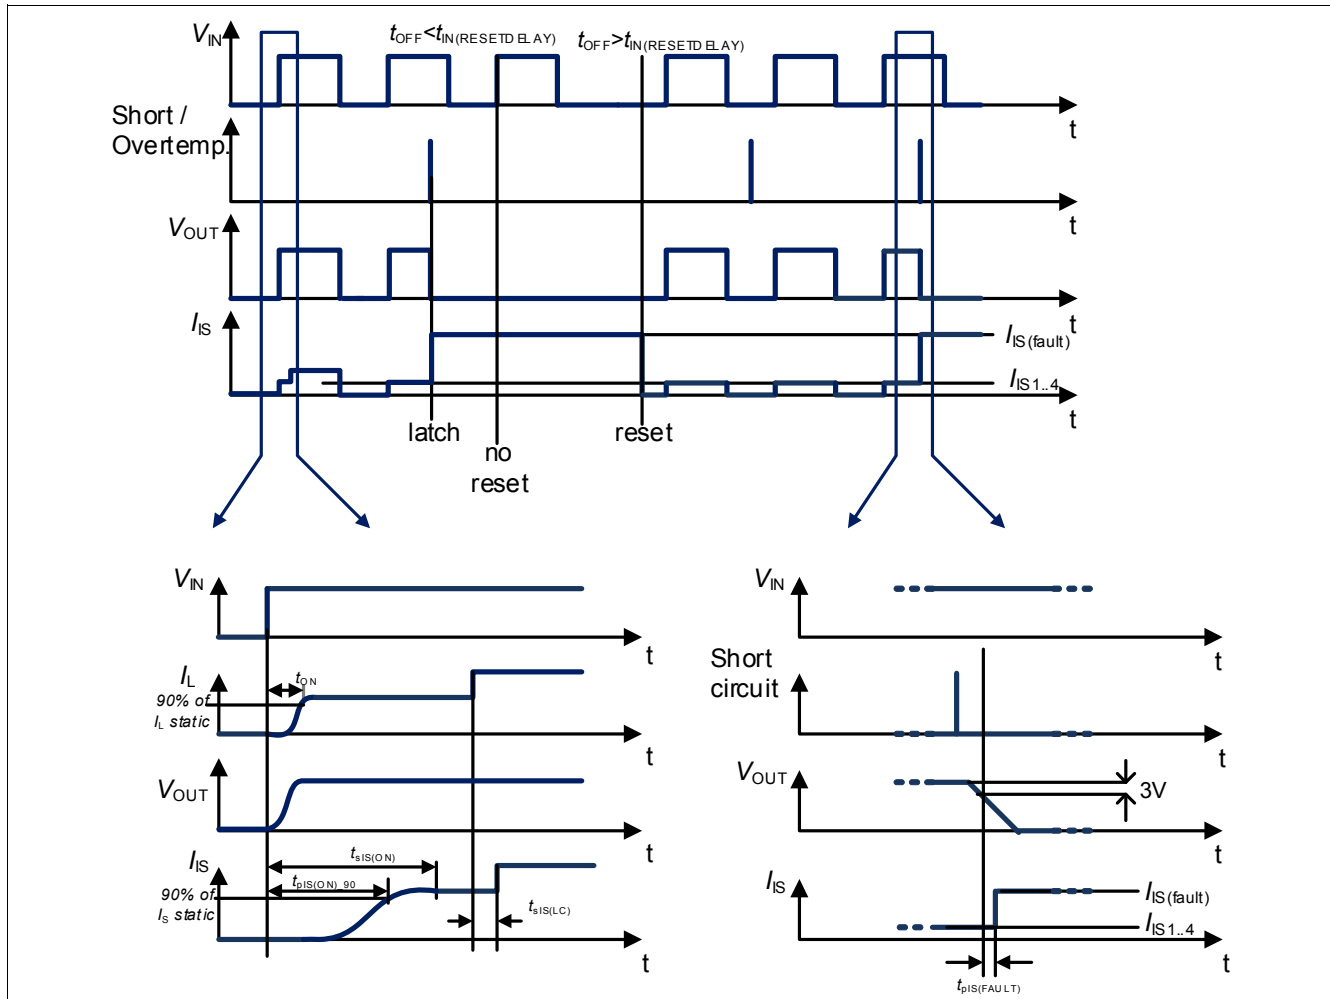 VIN
tOFF<tIN(RESETDELAY)
tOFF>tIN(RESETDELAY)
t
Short /
Overtemp.
t
VOUT
t
IIS
IIS(fault)
IIS1..4
t
latch
no
reset
reset
VIN
t
IL
tON
90% of
IL static
t
VOUT
t
IIS
tsIS(ON)
tpIS(ON)_90
90% of
IS static
tsIS(LC)
t
VIN
t
Short
circuit
t
VOUT
3V
t
IIS
IIS(fault)
IIS1..4
t
tpIS(FAULT)